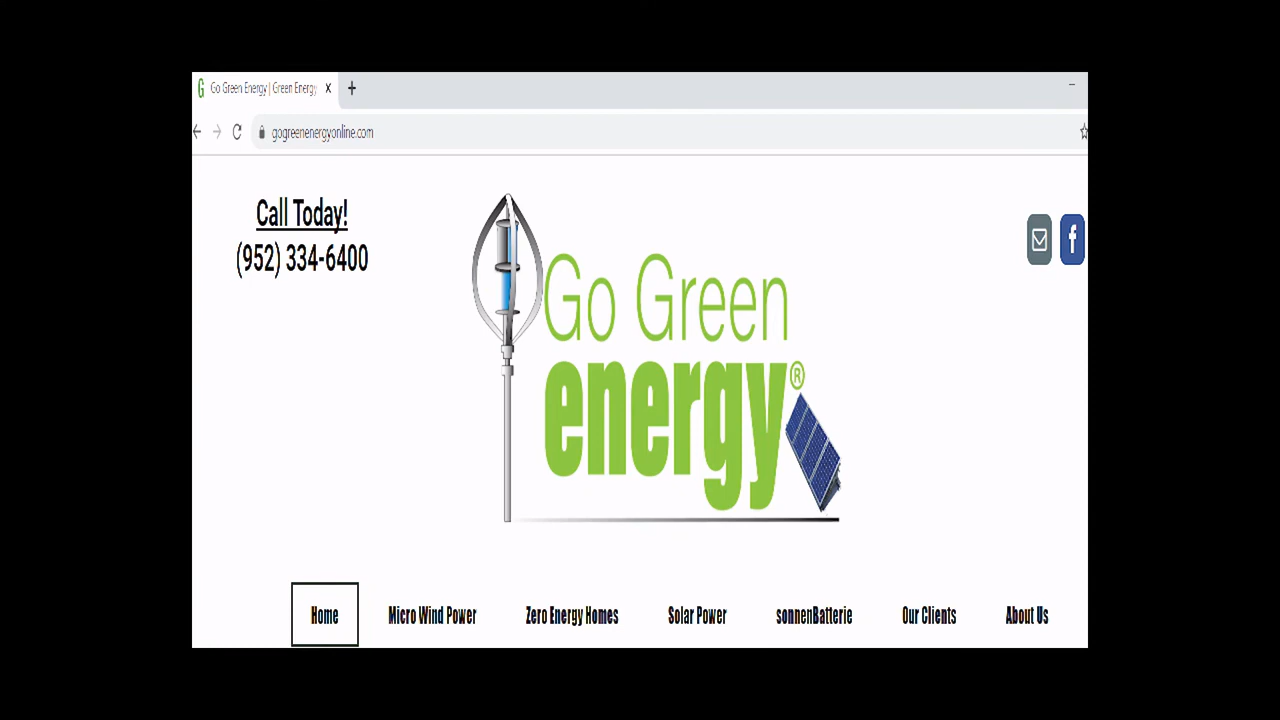 Go Green Energy | Green Energy
gogreenenergyonline.com
Call Today!
(952) 334-6400
Go Green
energy®
Home Micro Wind Power Zero Energy Homes Solar Power sonnenBatterie Our Clients About Us